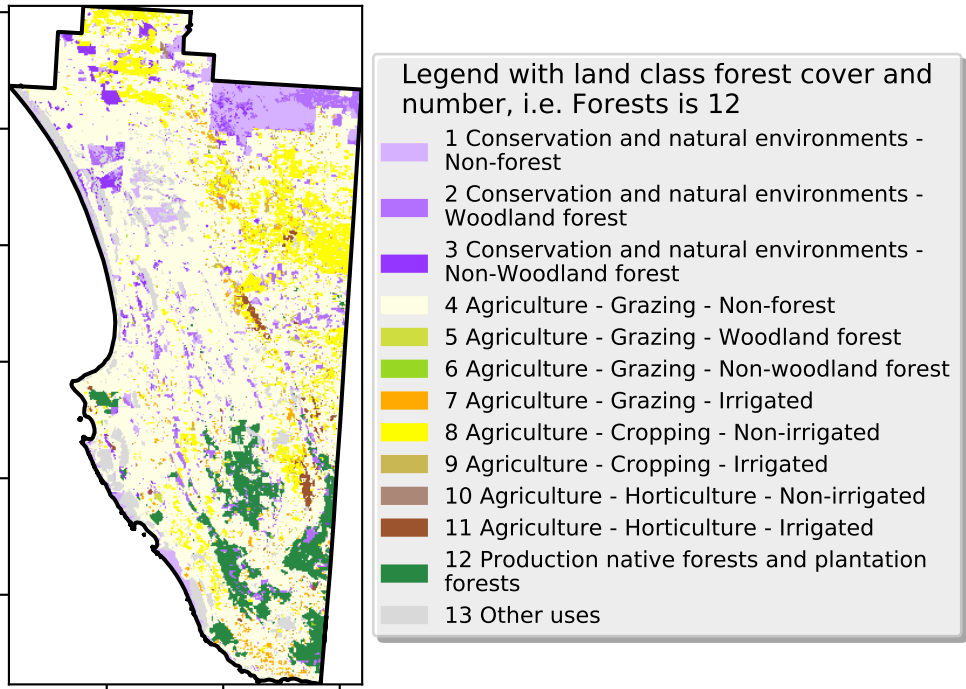 Legend with land class forest cover and
number, i.e. Forests is 12
1 Conservation and natural environments -
Non-forest
2 Conservation and natural environments -
Woodland forest
3 Conservation and natural environments -
Non-Woodland forest
4 Agriculture - Grazing - Non-forest
5 Agriculture - Grazing - Woodland forest
6 Agriculture - Grazing - Non-woodland forest
7 Agriculture - Grazing - Irrigated
8 Agriculture - Cropping - Non-irrigated
9 Agriculture - Cropping - Irrigated
10 Agriculture - Horticulture - Non-irrigated
11 Agriculture - Horticulture - Irrigated
12 Production native forests and plantation
forests
13 Other uses